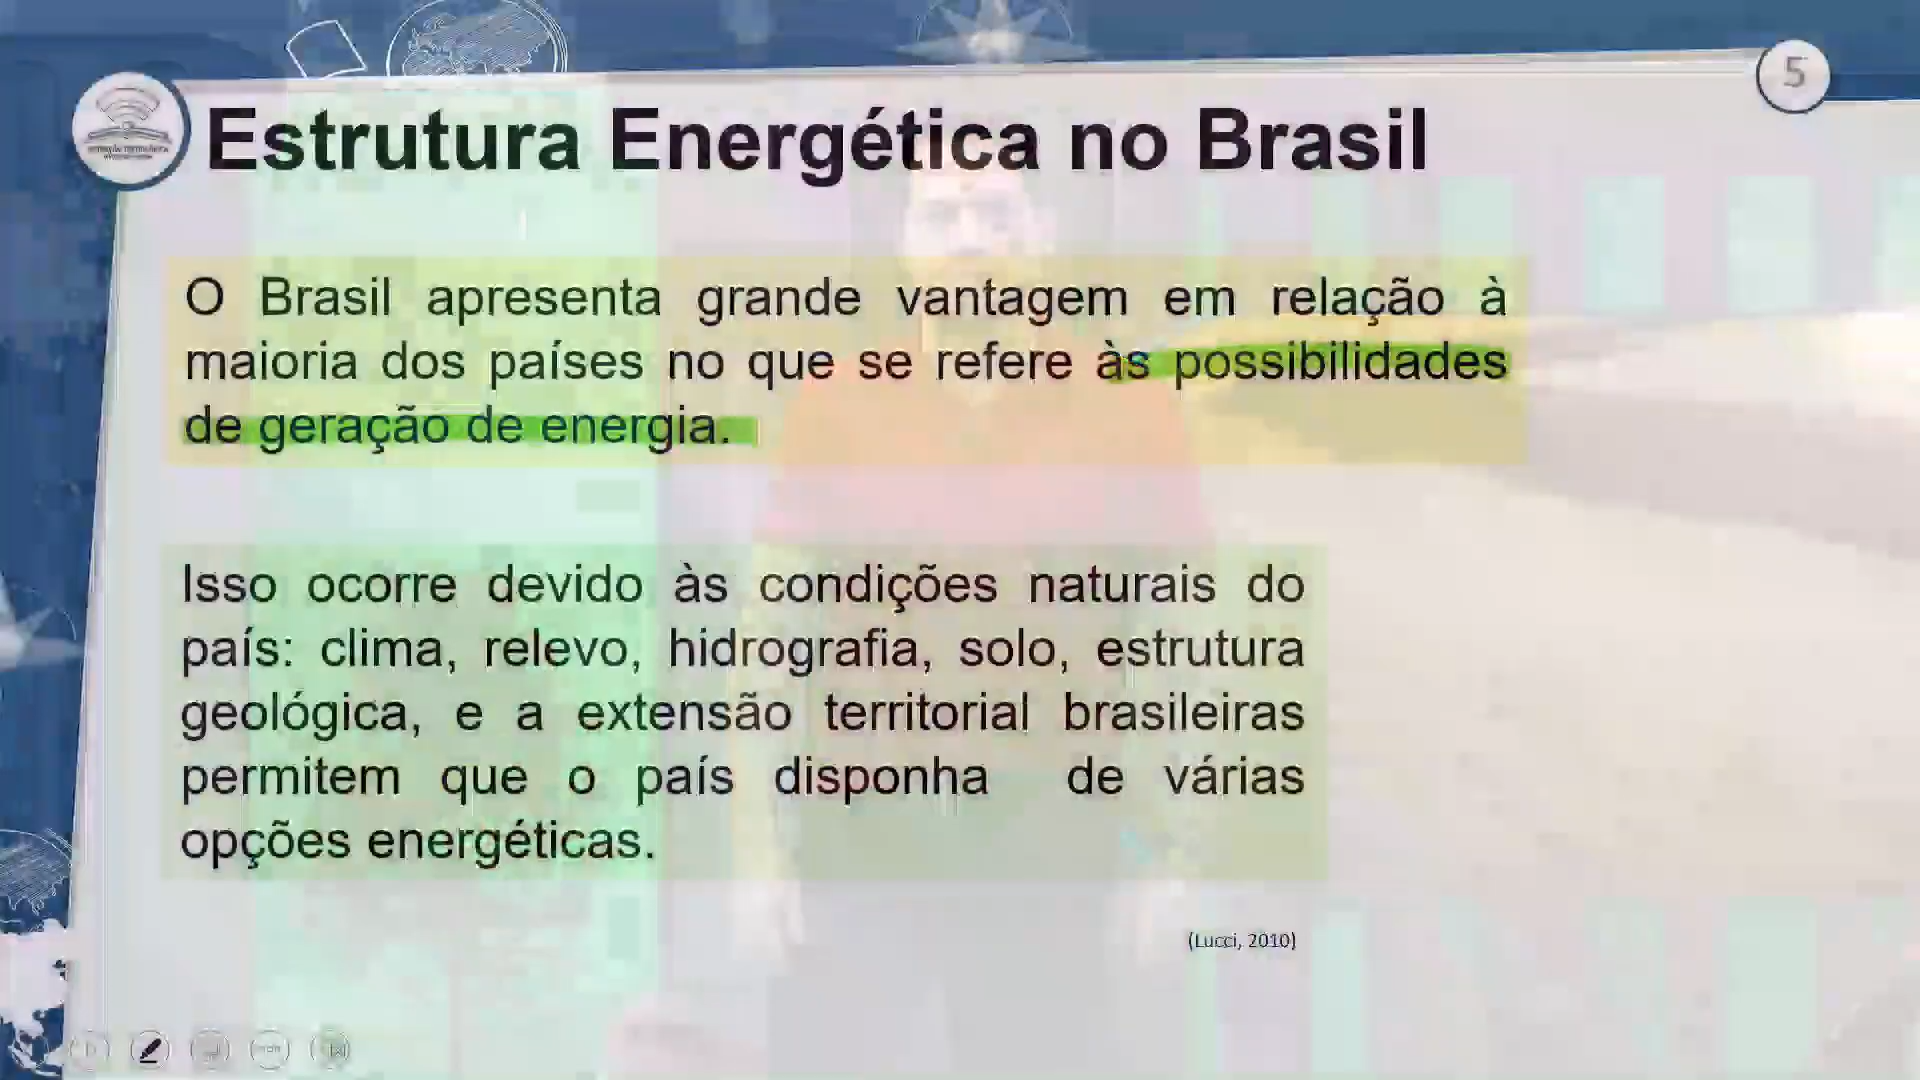 5
Estrutura Energética no Brasil
O Brasil apresenta grande vantagem em relação à
maioria dos países no que se refere às possibilidades
de geração de energia.
Isso ocorre devido às condições naturais do
país: clima, relevo, hidrografia, solo, estrutura
geológica, e a extensão territorial brasileiras
permitem que o país disponha de várias
opções energéticas.
(Lucci, 2010)